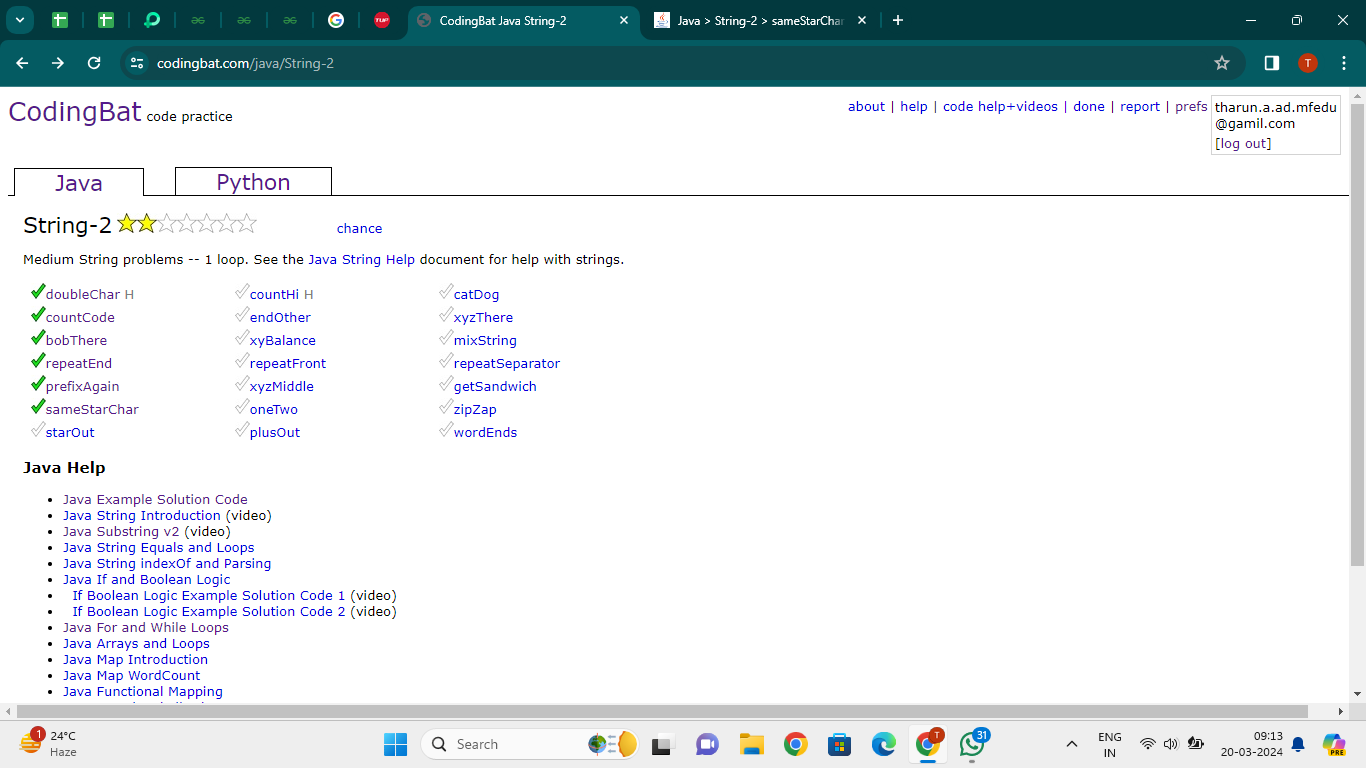 CodingBat Java String-2
Java > String-2 > sameStarChar
codingbat.com/java/String-2
T
CodingBat code practice
about | help | code help+videos | done | report | prefs
tharun.a.ad.mfedu
@gamil.com
[log out]
Java
Python
String-2
chance
Medium String problems -- 1 loop. See the Java String Help document for help with strings.
doubleChar H countHi H catDog
countCode endOther xyzThere
bobThere xyBalance mixString
repeatEnd repeatFront repeatSeparator
prefixAgain xyzMiddle getSandwich
sameStarChar oneTwo zipZap
starOut plusOut wordEnds
Java Help
Java Example Solution Code
Java String Introduction (video)
Java Substring v2 (video)
Java String Equals and Loops
Java String indexOf and Parsing
Java If and Boolean Logic
If Boolean Logic Example Solution Code 1 (video)
If Boolean Logic Example Solution Code 2 (video)
Java For and While Loops
Java Arrays and Loops
Java Map Introduction
Java Map WordCount
Java Functional Mapping
1
24°C
Haze
Search
T
31
ENG
IN
09:13
20-03-2024
PRE